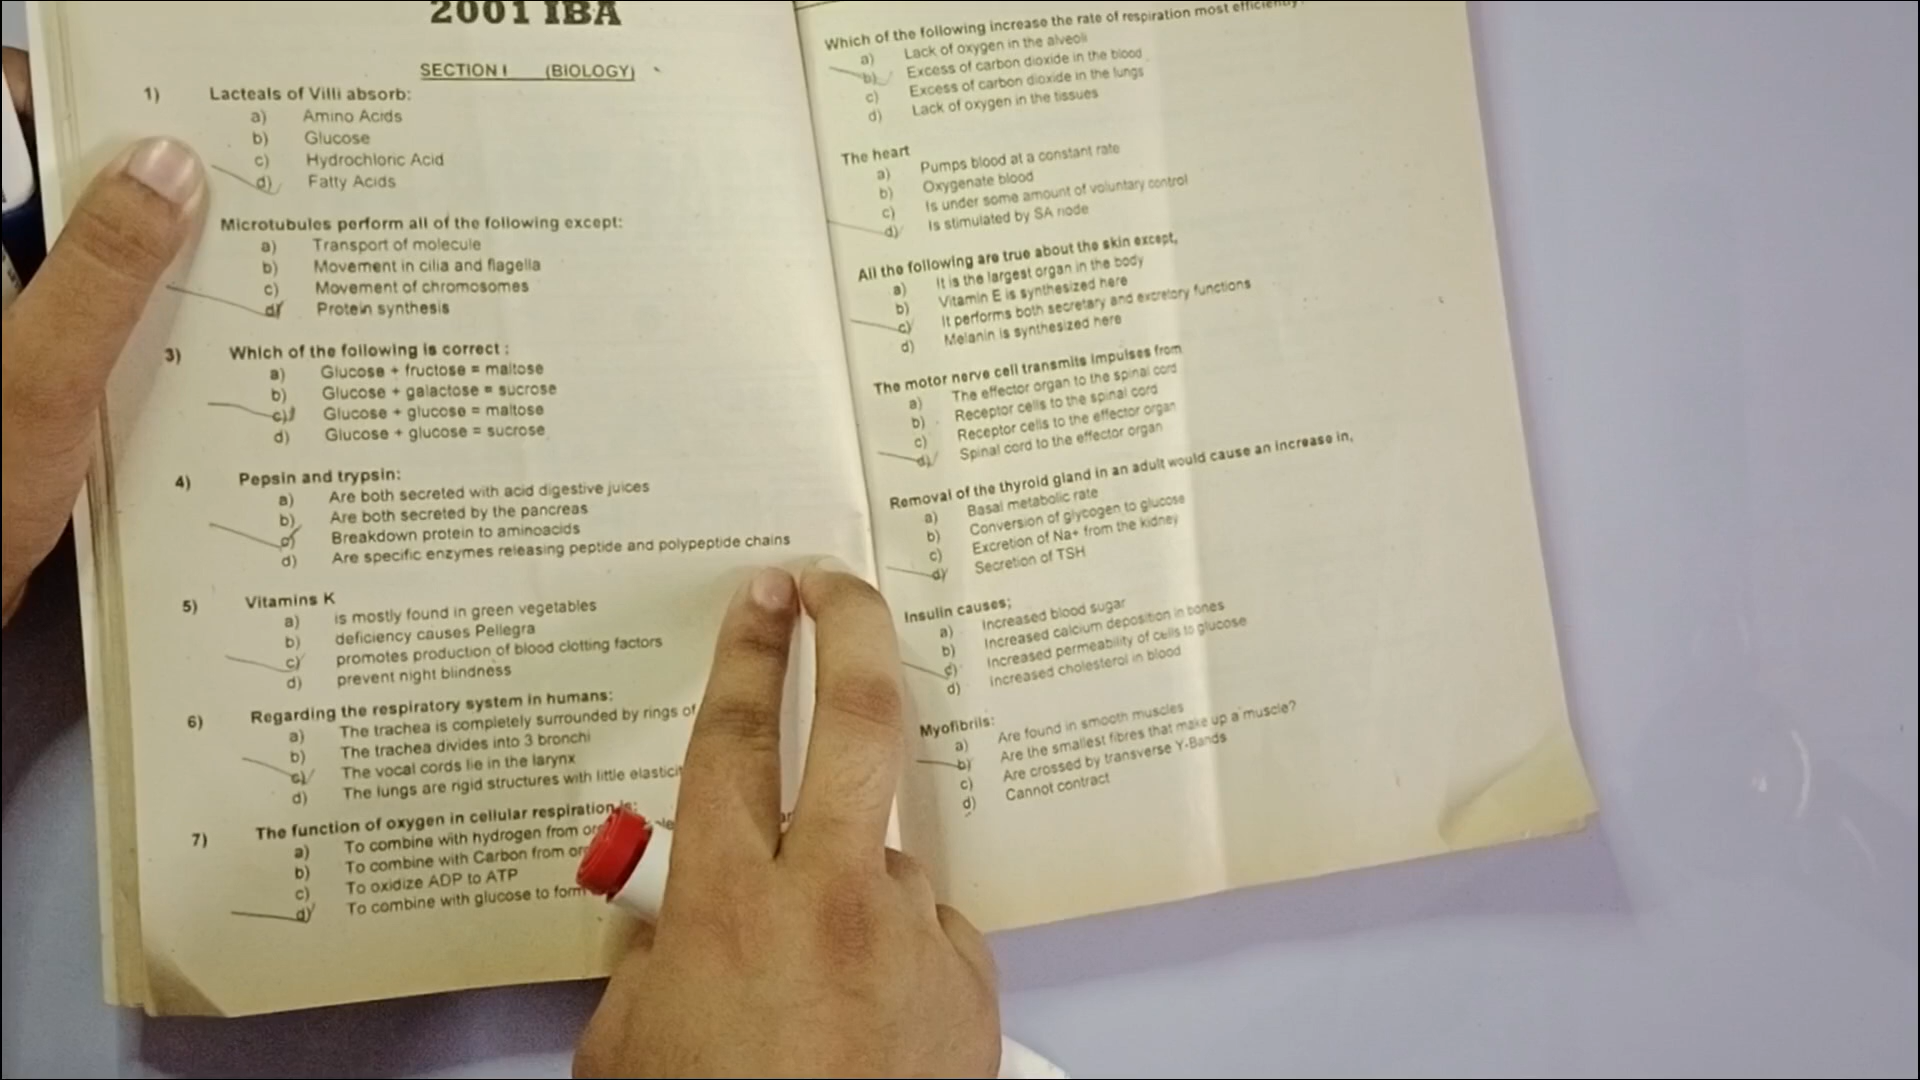 2001 IBA
SECTION I (BIOLOGY)
1) Lacteals of Villi absorb:
a) Amino Acids
b) Glucose
c) Hydrochloric Acid
d) Fatty Acids
Microtubules perform all of the following except:
a) Transport of molecule
b) Movement in cilia and flagella
c) Movement of chromosomes
d) Protein synthesis
3) Which of the following is correct :
a) Glucose + fructose = maltose
b) Glucose + galactose = sucrose
c) Glucose + glucose = maltose
d) Glucose + glucose = sucrose
4) Pepsin and trypsin:
a) Are both secreted with acid digestive juices
b) Are both secreted by the pancreas
c) Breakdown protein to aminoacids
d) Are specific enzymes releasing peptide and polypeptide chains
5) Vitamins K
a) is mostly found in green vegetables
b) deficiency causes Pellegra
c) promotes production of blood clotting factors
d) prevent night blindness
6) Regarding the respiratory system in humans:
a) The trachea is completely surrounded by rings of
b) The trachea divides into 3 bronchi
c) The vocal cords lie in the larynx
d) The lungs are rigid structures with little
7) The function of oxygen in cellular respiration is:
a) To combine with hydrogen from
b) To combine with Carbon from
c) To oxidize ADP to ATP
d) To combine with glucose to form
Which of the following increase the rate of respiration most efficiently?
a) Lack of oxygen in the alveoli
b) Excess of carbon dioxide in the blood
c) Excess of carbon dioxide in the lungs
d) Lack of oxygen in the tissues
The heart
a) Pumps blood at a constant rate
b) Oxygenate blood
c) Is under some amount of voluntary control
d) Is stimulated by SA node
All the following are true about the skin except,
a) It is the largest organ in the body
b) Vitamin E is synthesized here
c) It performs both secretary and excretory functions
d) Melanin is synthesized here
The motor nerve cell transmits impulses from
a) The effector organ to the spinal cord
b) Receptor cells to the spinal cord
c) Receptor cells to the effector organ
d) Spinal cord to the effector organ
Removal of the thyroid gland in an adult would cause an increase in,
a) Basal metabolic rate
b) Conversion of glycogen to glucose
c) Excretion of Na+ from the kidney
d) Secretion of TSH
Insulin causes;
a) Increased blood sugar
b) Increased calcium deposition in bones
c) Increased permeability of cells to glucose
d) Increased cholesterol in blood
Myofibrils:
a) Are found in smooth muscles
b) Are the smallest fibres that make up a muscle?
c) Are crossed by transverse Y-Bands
d) Cannot contract